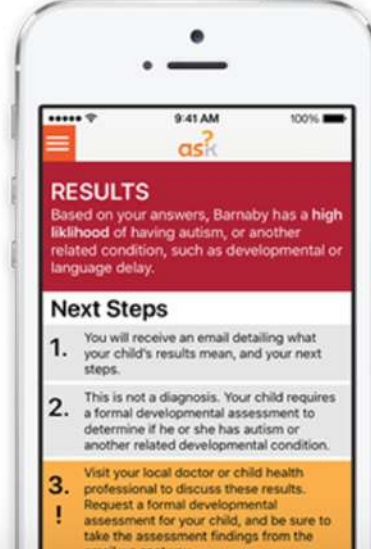 9:41 AM 100%
ask
RESULTS
Based on your answers, Barnaby has a high
liklihood of having autism, or another
related condition, such as developmental or
language delay.
Next Steps
1. You will receive an email detailing what
your child's results mean, and your next
steps.
2. This is not a diagnosis. Your child requires
a formal developmental assessment to
determine if he or she has autism or
another related developmental condition.
3. Visit your local doctor or child health
! professional to discuss these results.
Request a formal developmental
assessment for your child, and be sure to
take the assessment findings from the